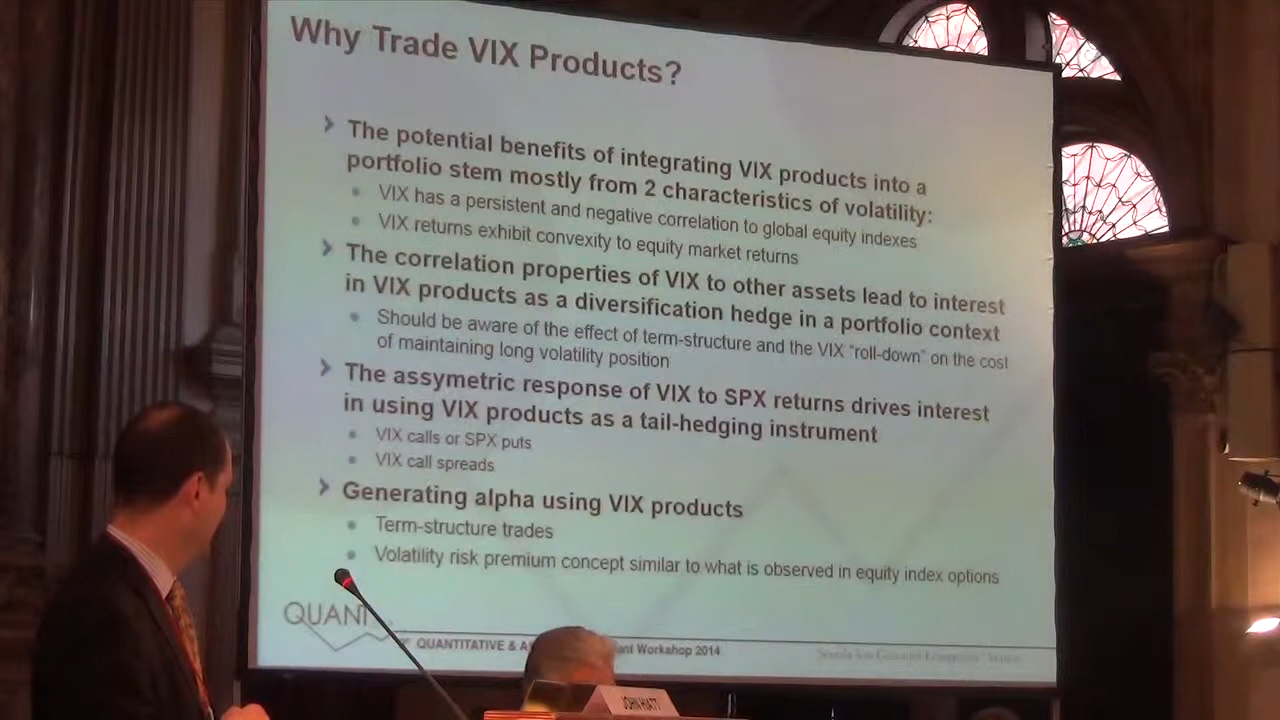 Why Trade VIX Products?
The potential benefits of integrating VIX products into a
portfolio stem mostly from 2 characteristics of volatility:
VIX has a persistent and negative correlation to global equity indexes
VIX returns exhibit convexity to equity market returns
The correlation properties of VIX to other assets lead to interest
in VIX products as a diversification hedge in a portfolio context
Should be aware of the effect of term-structure and the VIX "roll-down" on the cost
of maintaining long volatility position
The assymetric response of VIX to SPX returns drives interest
in using VIX products as a tail-hedging instrument
VIX calls or SPX puts
VIX call spreads
Generating alpha using VIX products
Term-structure trades
Volatility risk premium concept similar to what is observed in equity index options
QUANT
QUANTITATIVE & Workshop 2014
JOHN HIATT